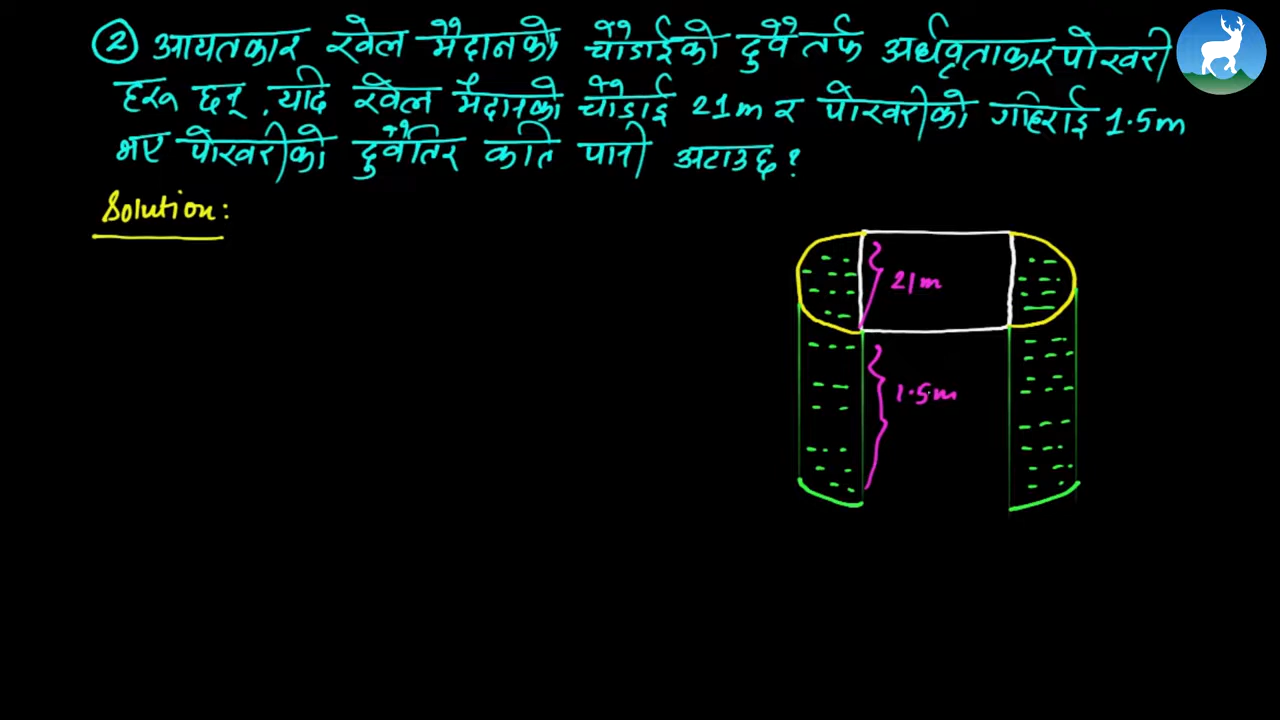 ② आयतकार खेल मैदानको चौडाईको दुवै तर्फ अर्धवृताकार पोखरी
हरू छन् . यदि खेल मैदानको चौडाई 21m र पोखरीको गहिराई 1.5m
भए पोखरीको दुवैतिर कति पानी अटाउछ ?
Solution:
21m
1.5m